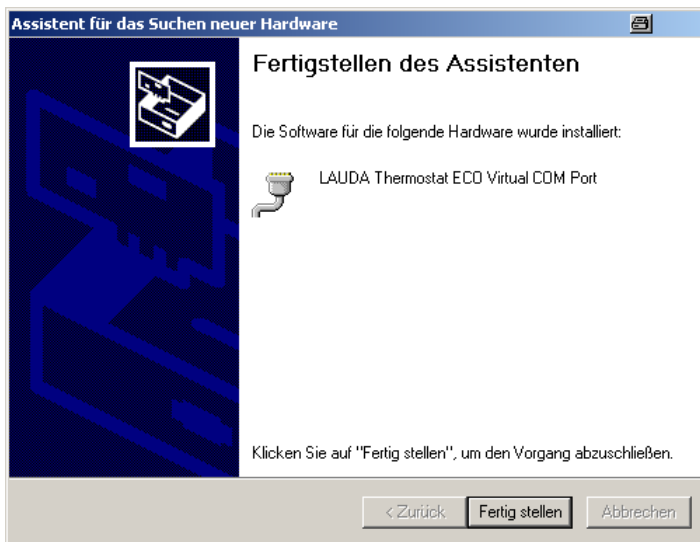 Assistent für das Suchen neuer Hardware
Fertigstellen des Assistenten
Die Software für die folgende Hardware wurde installiert:
LAUDA Thermostat ECO Virtual COM Port
Klicken Sie auf "Fertig stellen", um den Vorgang abzuschließen.
< Zurück Fertig stellen Abbrechen